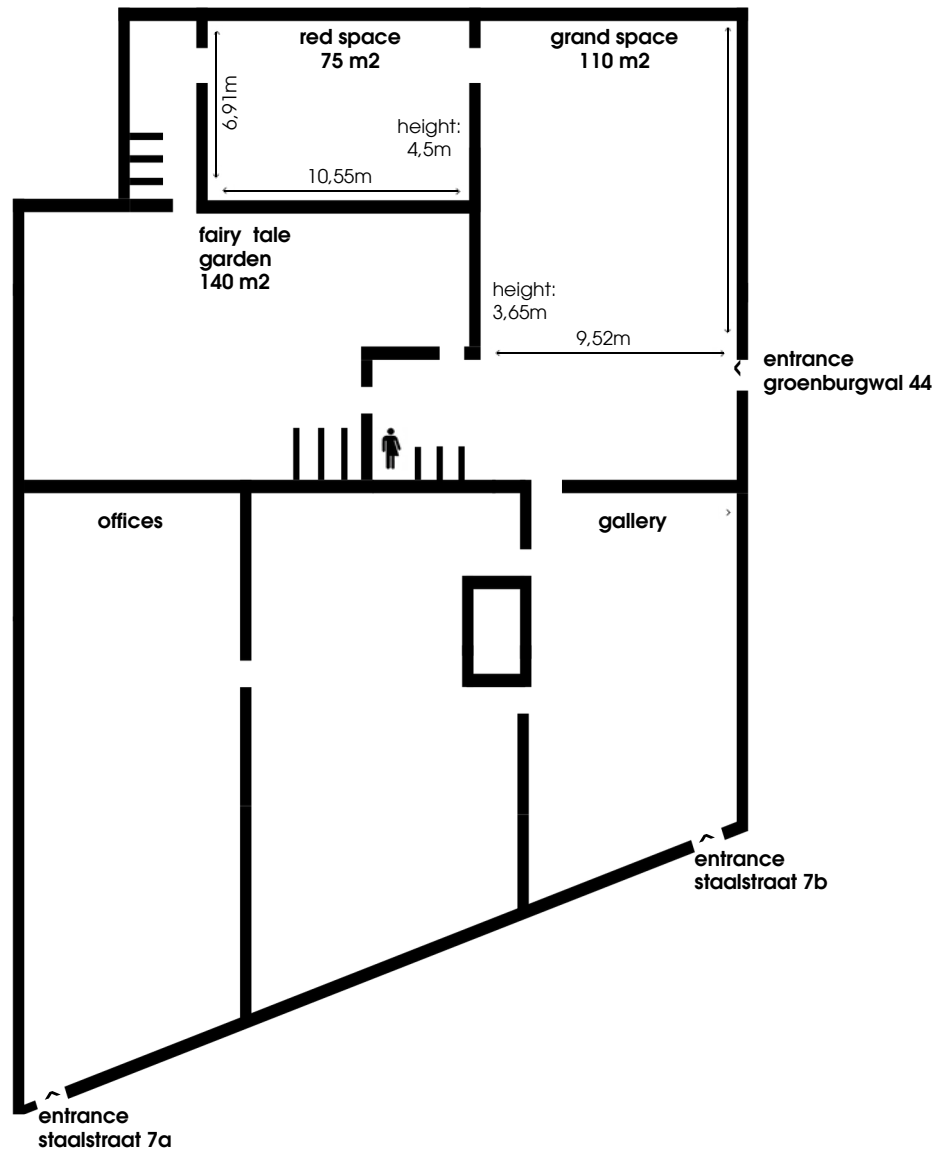 red space
75 m2
grand space
110 m2
6,91m
height:
4,5m
10,55m
fairy tale
garden
140 m2
height:
3,65m
9,52m
entrance
groenburgwal 44
offices
gallery
entrance
staalstraat 7b
entrance
staalstraat 7a